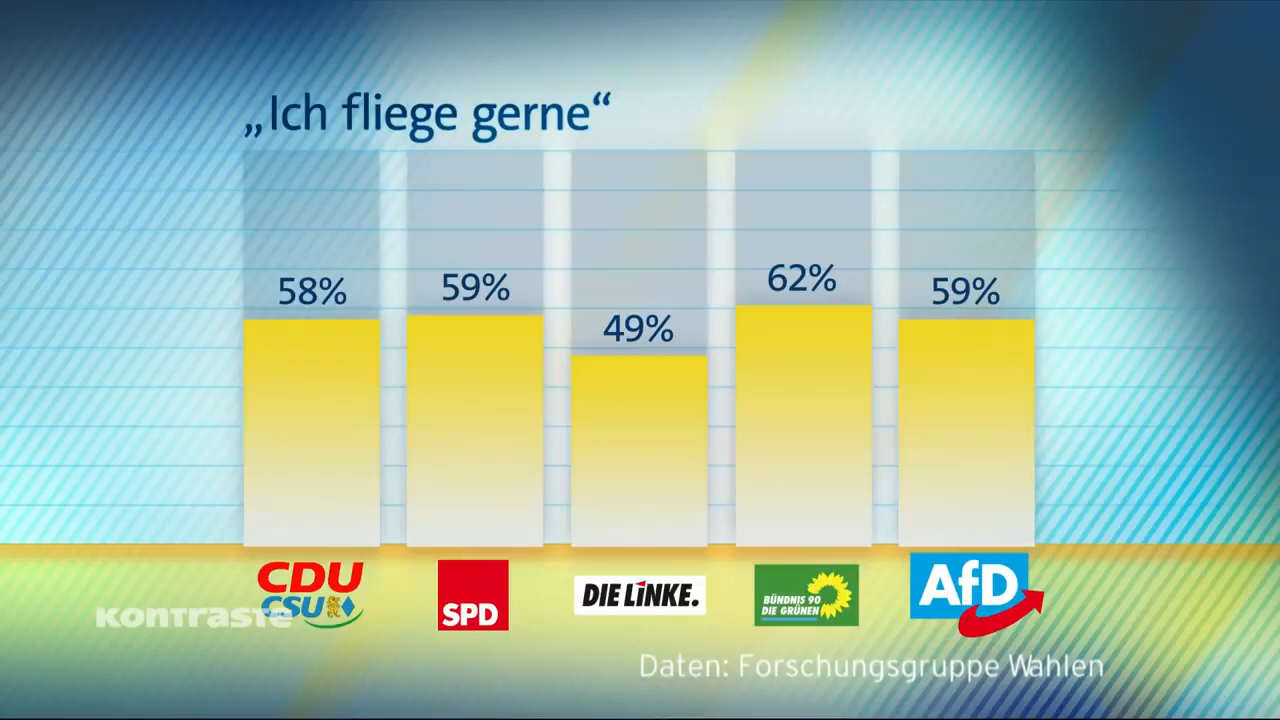 „Ich fliege gerne“
58%
59%
49%
62%
59%
CDU
CSU
SPD
DIE LINKE.
BÜNDNIS 90
DIE GRÜNEN
AfD
KONTRASTE
Daten: Forschungsgruppe Wahlen